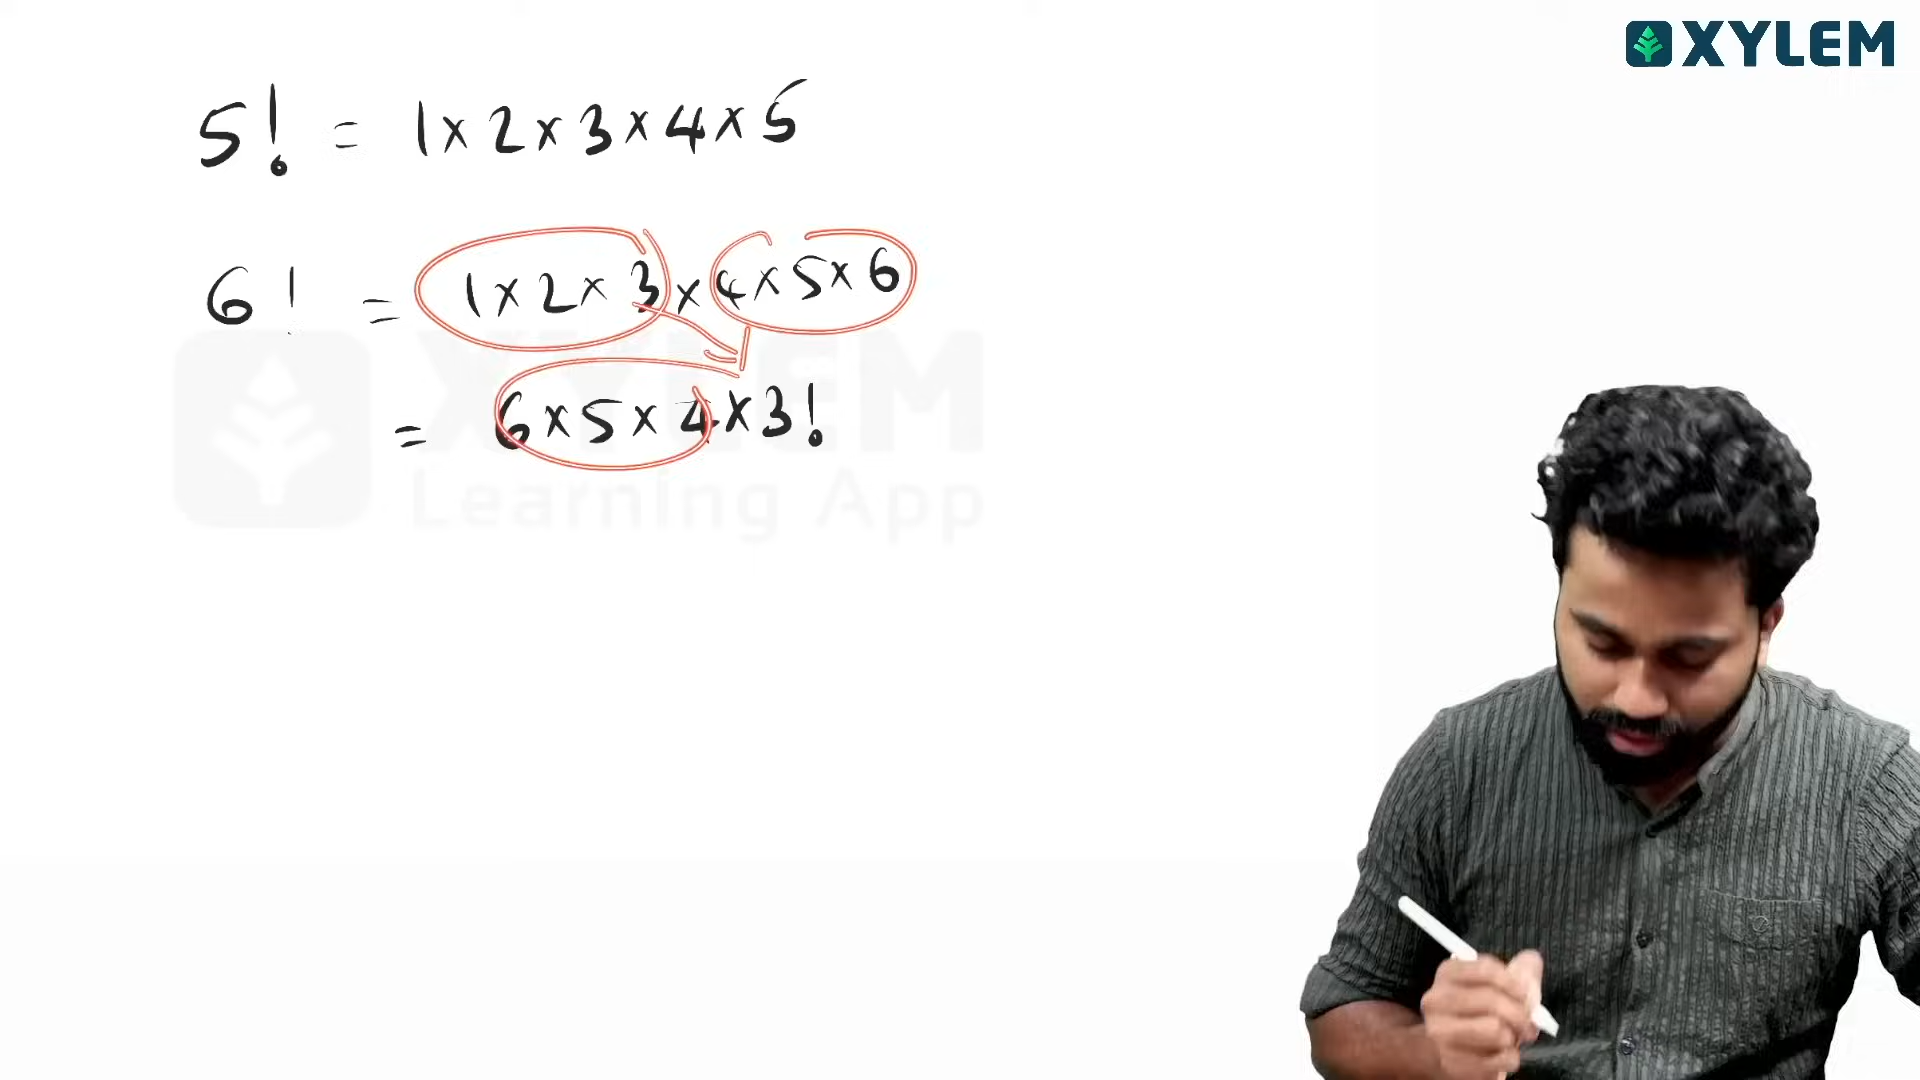 XYLEM
5! = 1 × 2 × 3 × 4 × 5
6! = 1 × 2 × 3 × 4 × 5 × 6
= 6 × 5 × 4 × 3!
XYLEM
Learning App